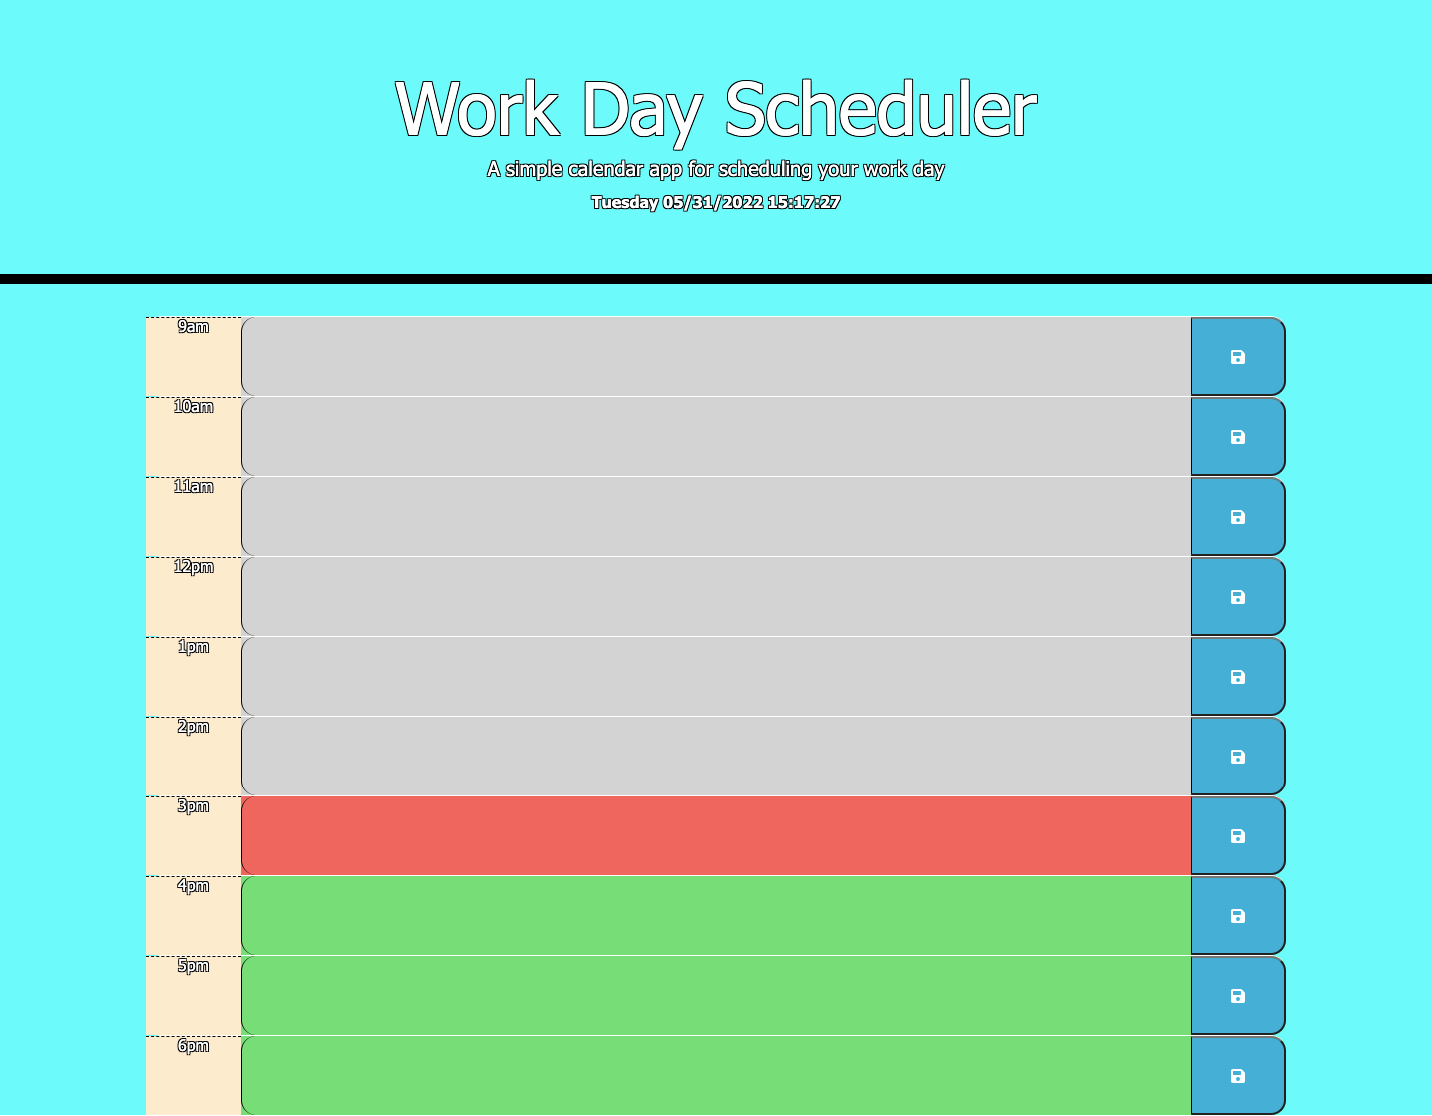 Work Day Scheduler
A simple calendar app for scheduling your work day
Tuesday 05/31/2022 15:17:27
9am
10am
11am
12pm
1pm
2pm
3pm
4pm
5pm
6pm